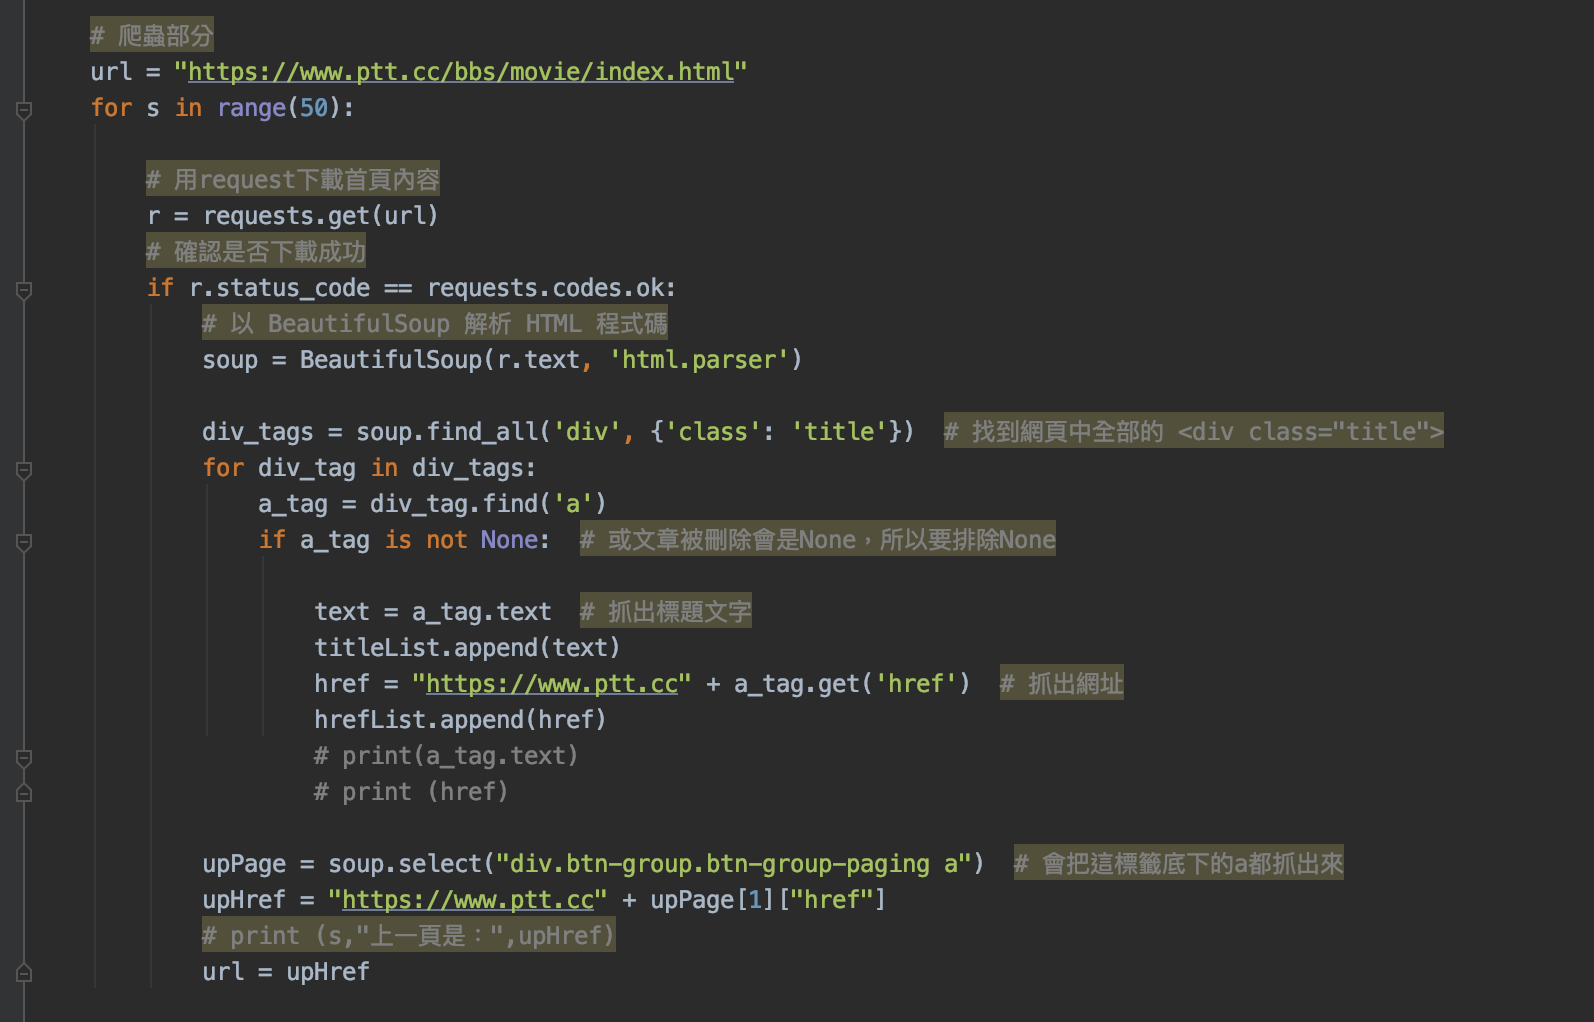 # 爬蟲部分
url = "https://www.ptt.cc/bbs/movie/index.html"
for s in range(50):
# 用request下載首頁內容
r = requests.get(url)
# 確認是否下載成功
if r.status_code == requests.codes.ok:
# 以 BeautifulSoup 解析 HTML 程式碼
soup = BeautifulSoup(r.text, 'html.parser')
div_tags = soup.find_all('div', {'class': 'title'})  # 找到網頁中全部的 <div class="title">
for div_tag in div_tags:
a_tag = div_tag.find('a')
if a_tag is not None:  # 或文章被刪除會是None，所以要排除None
text = a_tag.text  # 抓出標題文字
titleList.append(text)
href = "https://www.ptt.cc" + a_tag.get('href')  # 抓出網址
hrefList.append(href)
# print(a_tag.text)
# print (href)
upPage = soup.select("div.btn-group.btn-group-paging a")  # 會把這標籤底下的a都抓出來
upHref = "https://www.ptt.cc" + upPage[1]["href"]
# print (s,"上一頁是：",upHref)
url = upHref